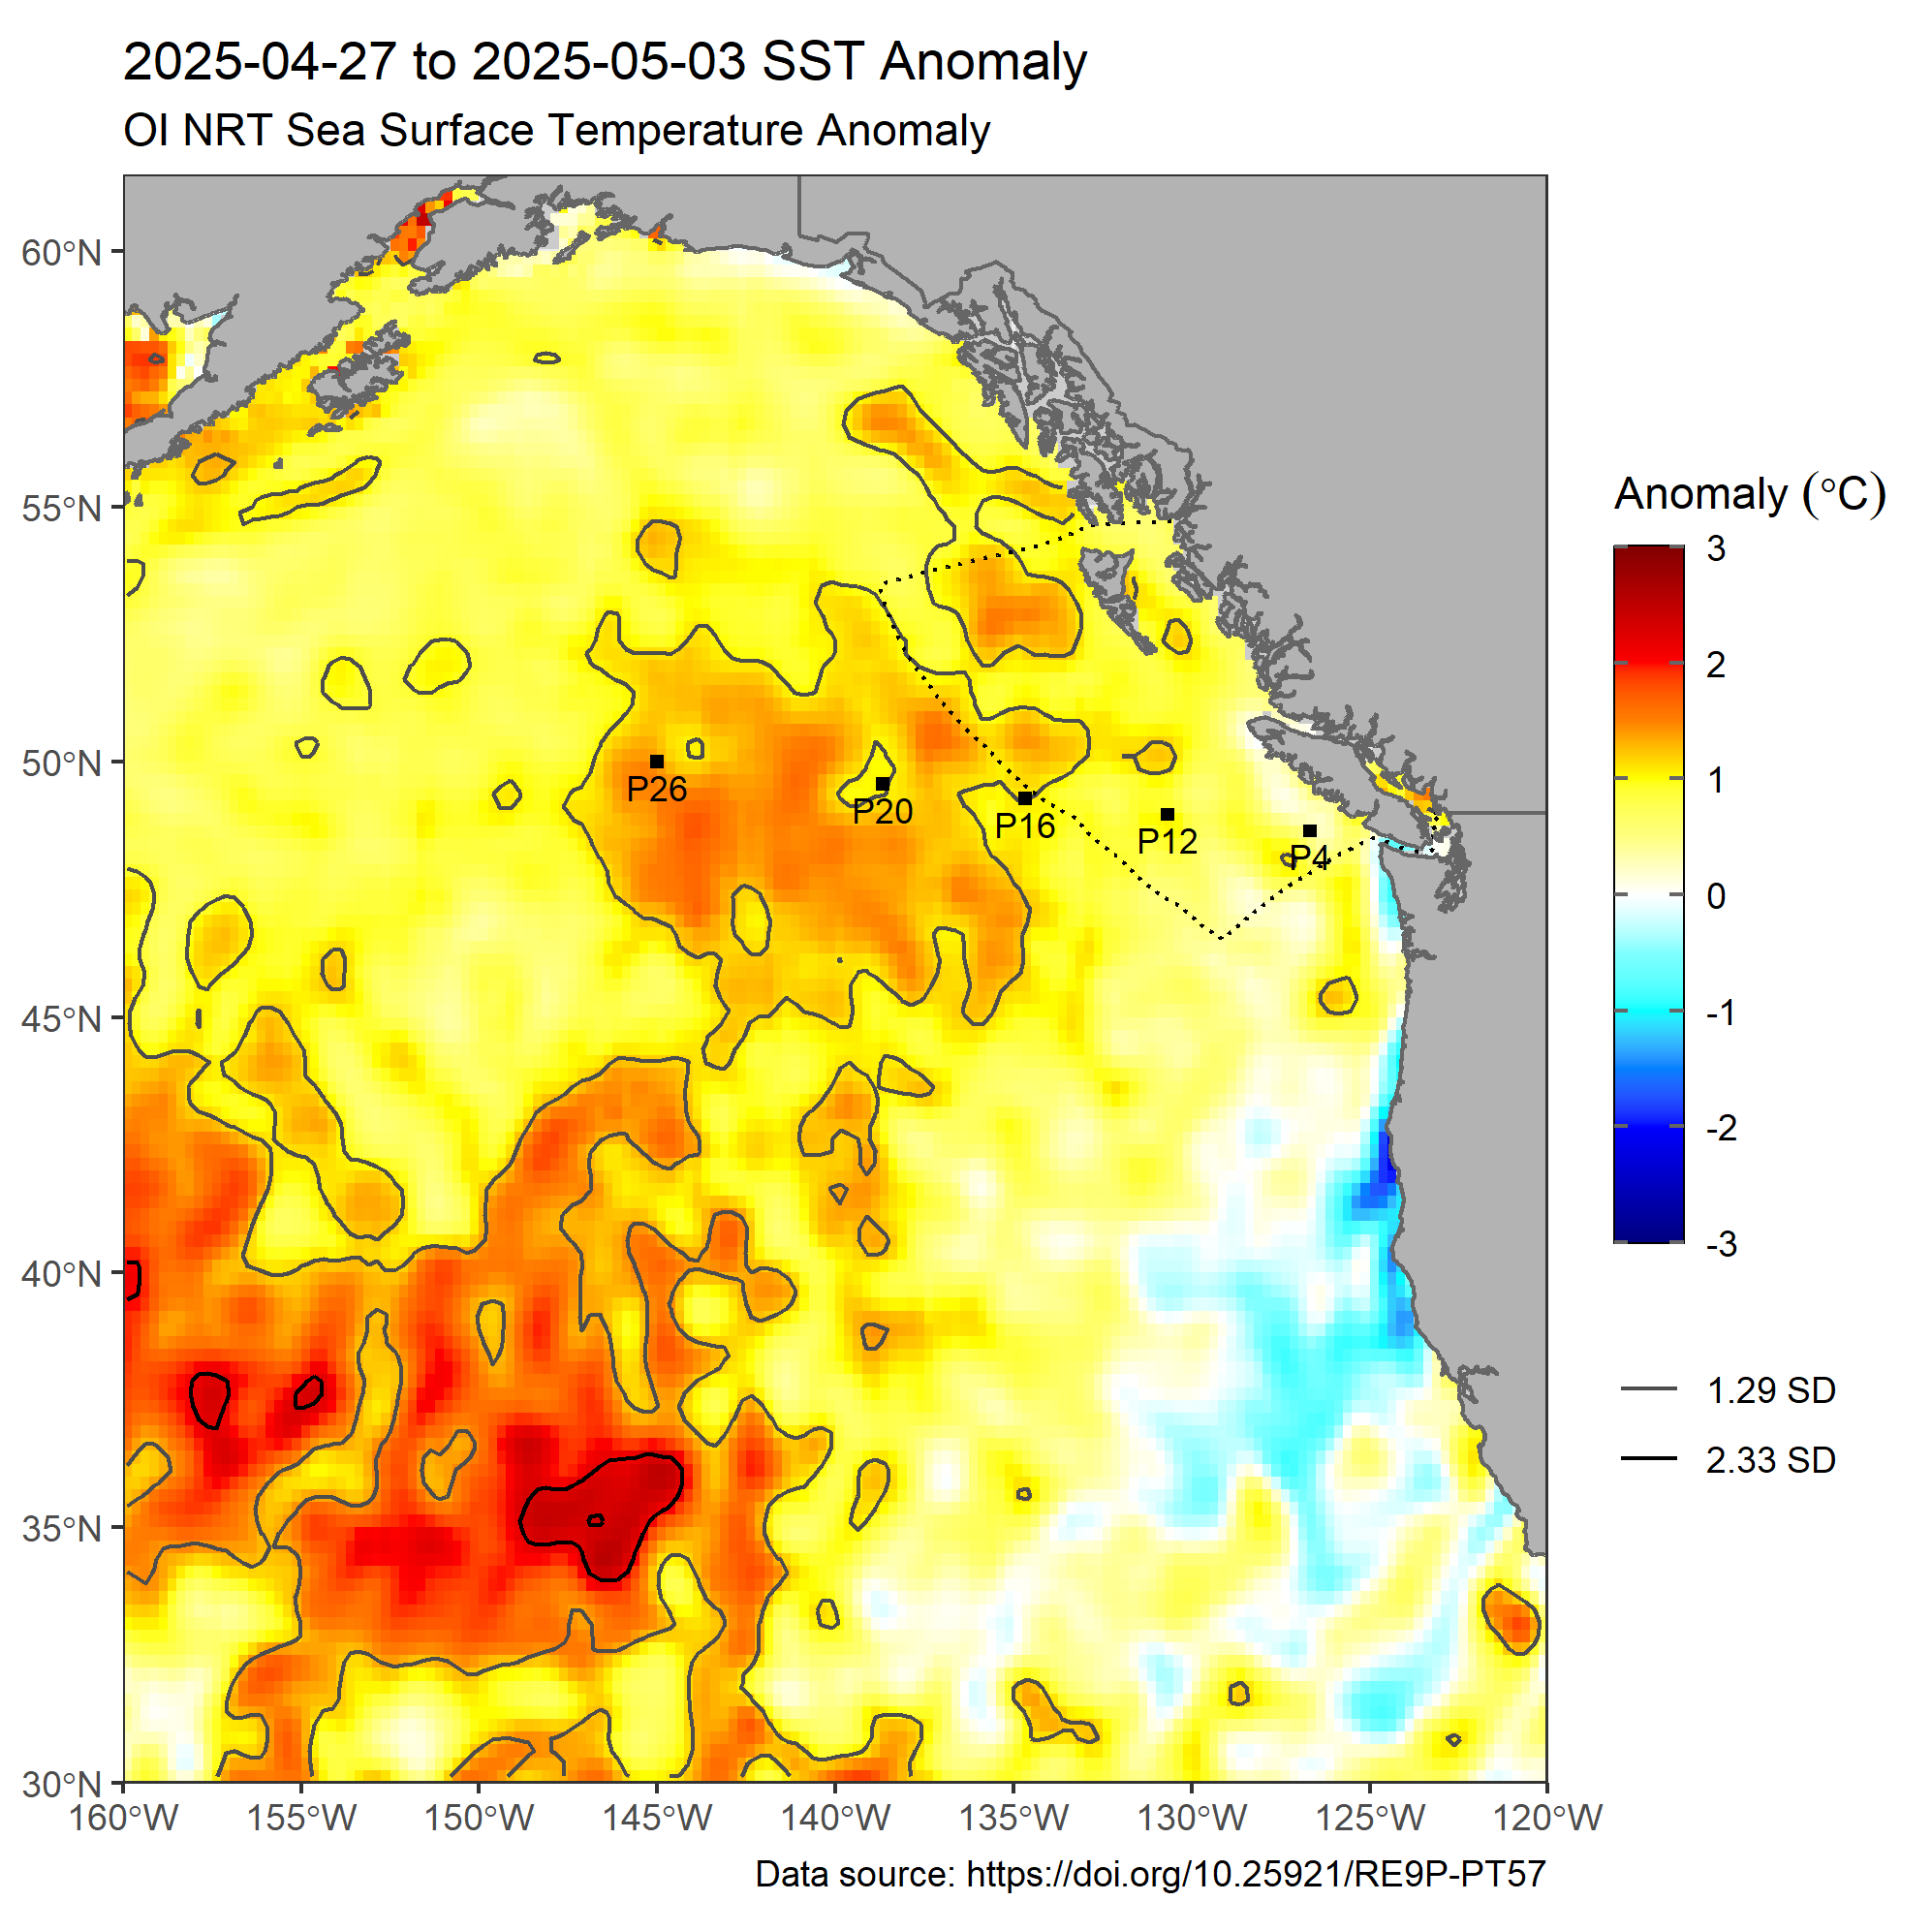 2025-04-27 to 2025-05-03 SST Anomaly
OI NRT Sea Surface Temperature Anomaly
60°N
55°N
50°N
45°N
40°N
35°N
30°N
160°W
155°W
150°W
145°W
140°W
135°W
130°W
125°W
120°W
P26
P20
P16
P12
P4
Anomaly (°C)
3
2
1
0
-1
-2
-3
1.29 SD
2.33 SD
Data source: https://doi.org/10.25921/RE9P-PT57